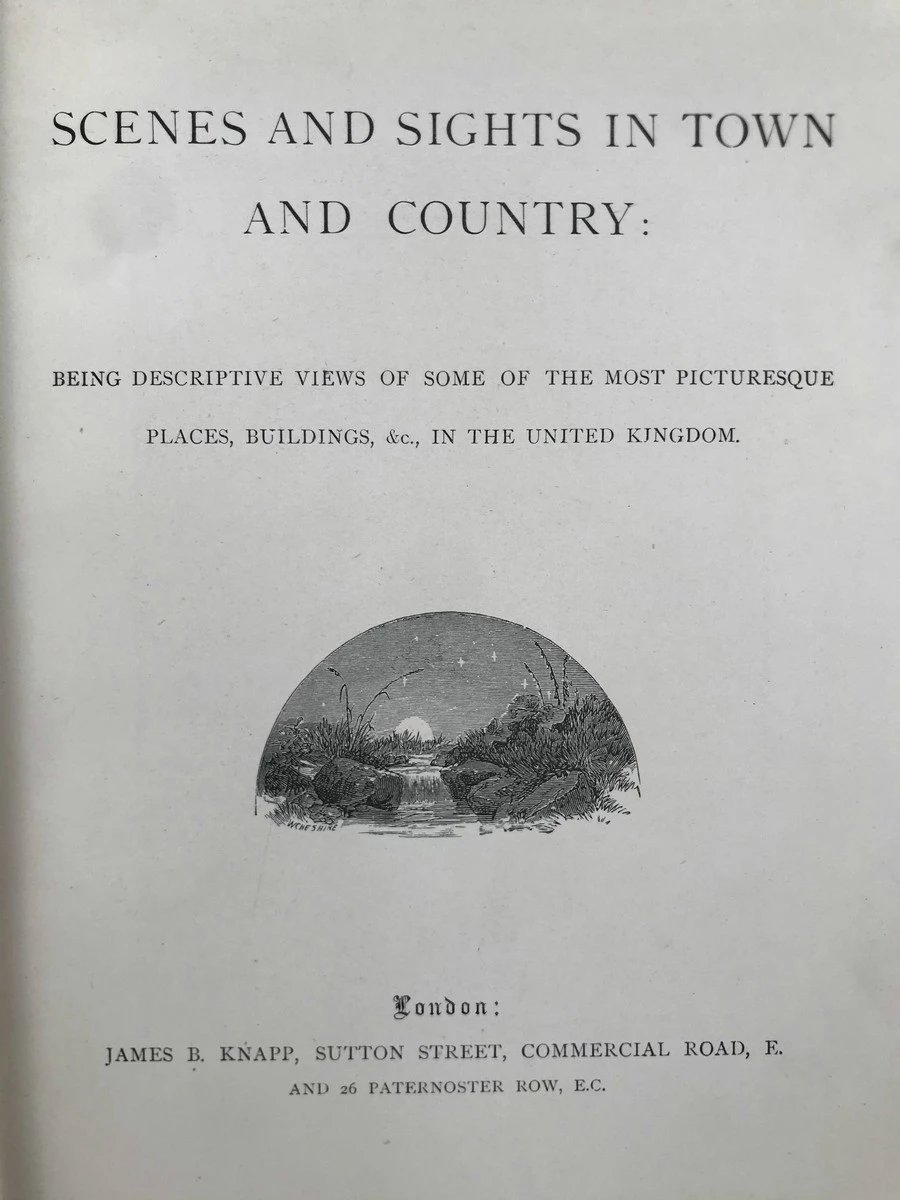 SCENES AND SIGHTS IN TOWN
AND COUNTRY:
BEING DESCRIPTIVE VIEWS OF SOME OF THE MOST PICTURESQUE
PLACES, BUILDINGS, &c., IN THE UNITED KINGDOM.
W.CHESHIRE
London:
JAMES B. KNAPP, SUTTON STREET, COMMERCIAL ROAD, E.
AND 26 PATERNOSTER ROW, E.C.